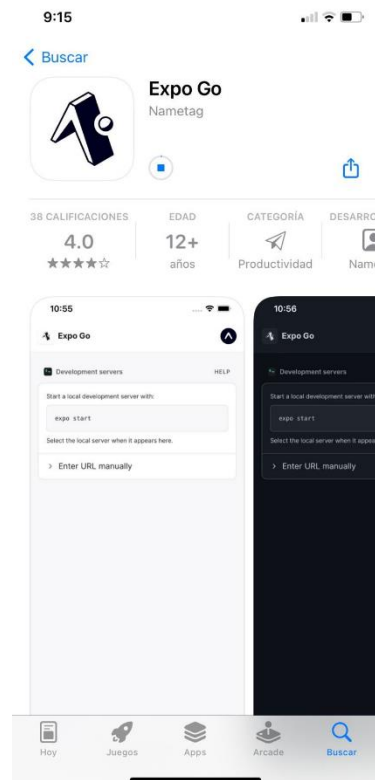 9:15
Buscar
Expo Go
Nametag
38 CALIFICACIONES
4.0
EDAD
12+
años
CATEGORÍA
Productividad
DESARRO
Name
10:55
Expo Go
Development servers
HELP
Start a local development server with:
expo start
Select the local server when it appears here.
> Enter URL manually
10:56
Expo Go
Development servers
Start a local development server with
expo start
Select the local server when it appea
> Enter URL manually
Hoy
Juegos
Apps
Arcade
Buscar